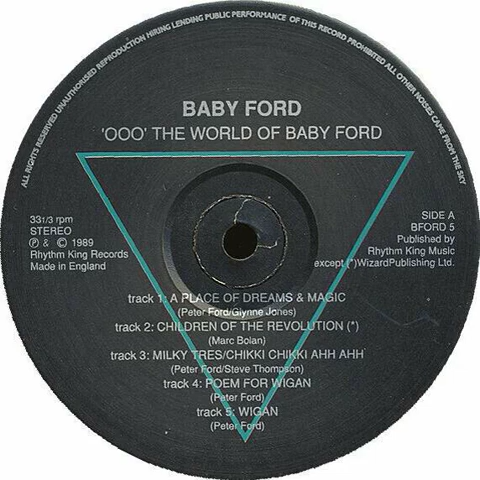 ALL RIGHTS RESERVED UNAUTHORISED REPRODUCTION HIRING LENDING PUBLIC PERFORMANCE OF THIS RECORD PROHIBITED ALL OTHER NOISES CAME FROM THE SKY
BABY FORD
'OOO' THE WORLD OF BABY FORD
33 1/3 rpm
STEREO
℗ & © 1989
Rhythm King Records
Made in England
SIDE A
BFORD 5
Published by
Rhythm King Music
except (*)WizardPublishing Ltd.
track 1: A PLACE OF DREAMS & MAGIC
(Peter Ford/Glynne Jones)
track 2: CHILDREN OF THE REVOLUTION (*)
(Marc Bolan)
track 3: MILKY TRES/CHIKKI CHIKKI AHH AHH
(Peter Ford/Steve Thompson)
track 4: POEM FOR WIGAN
(Peter Ford)
track 5: WIGAN
(Peter Ford)